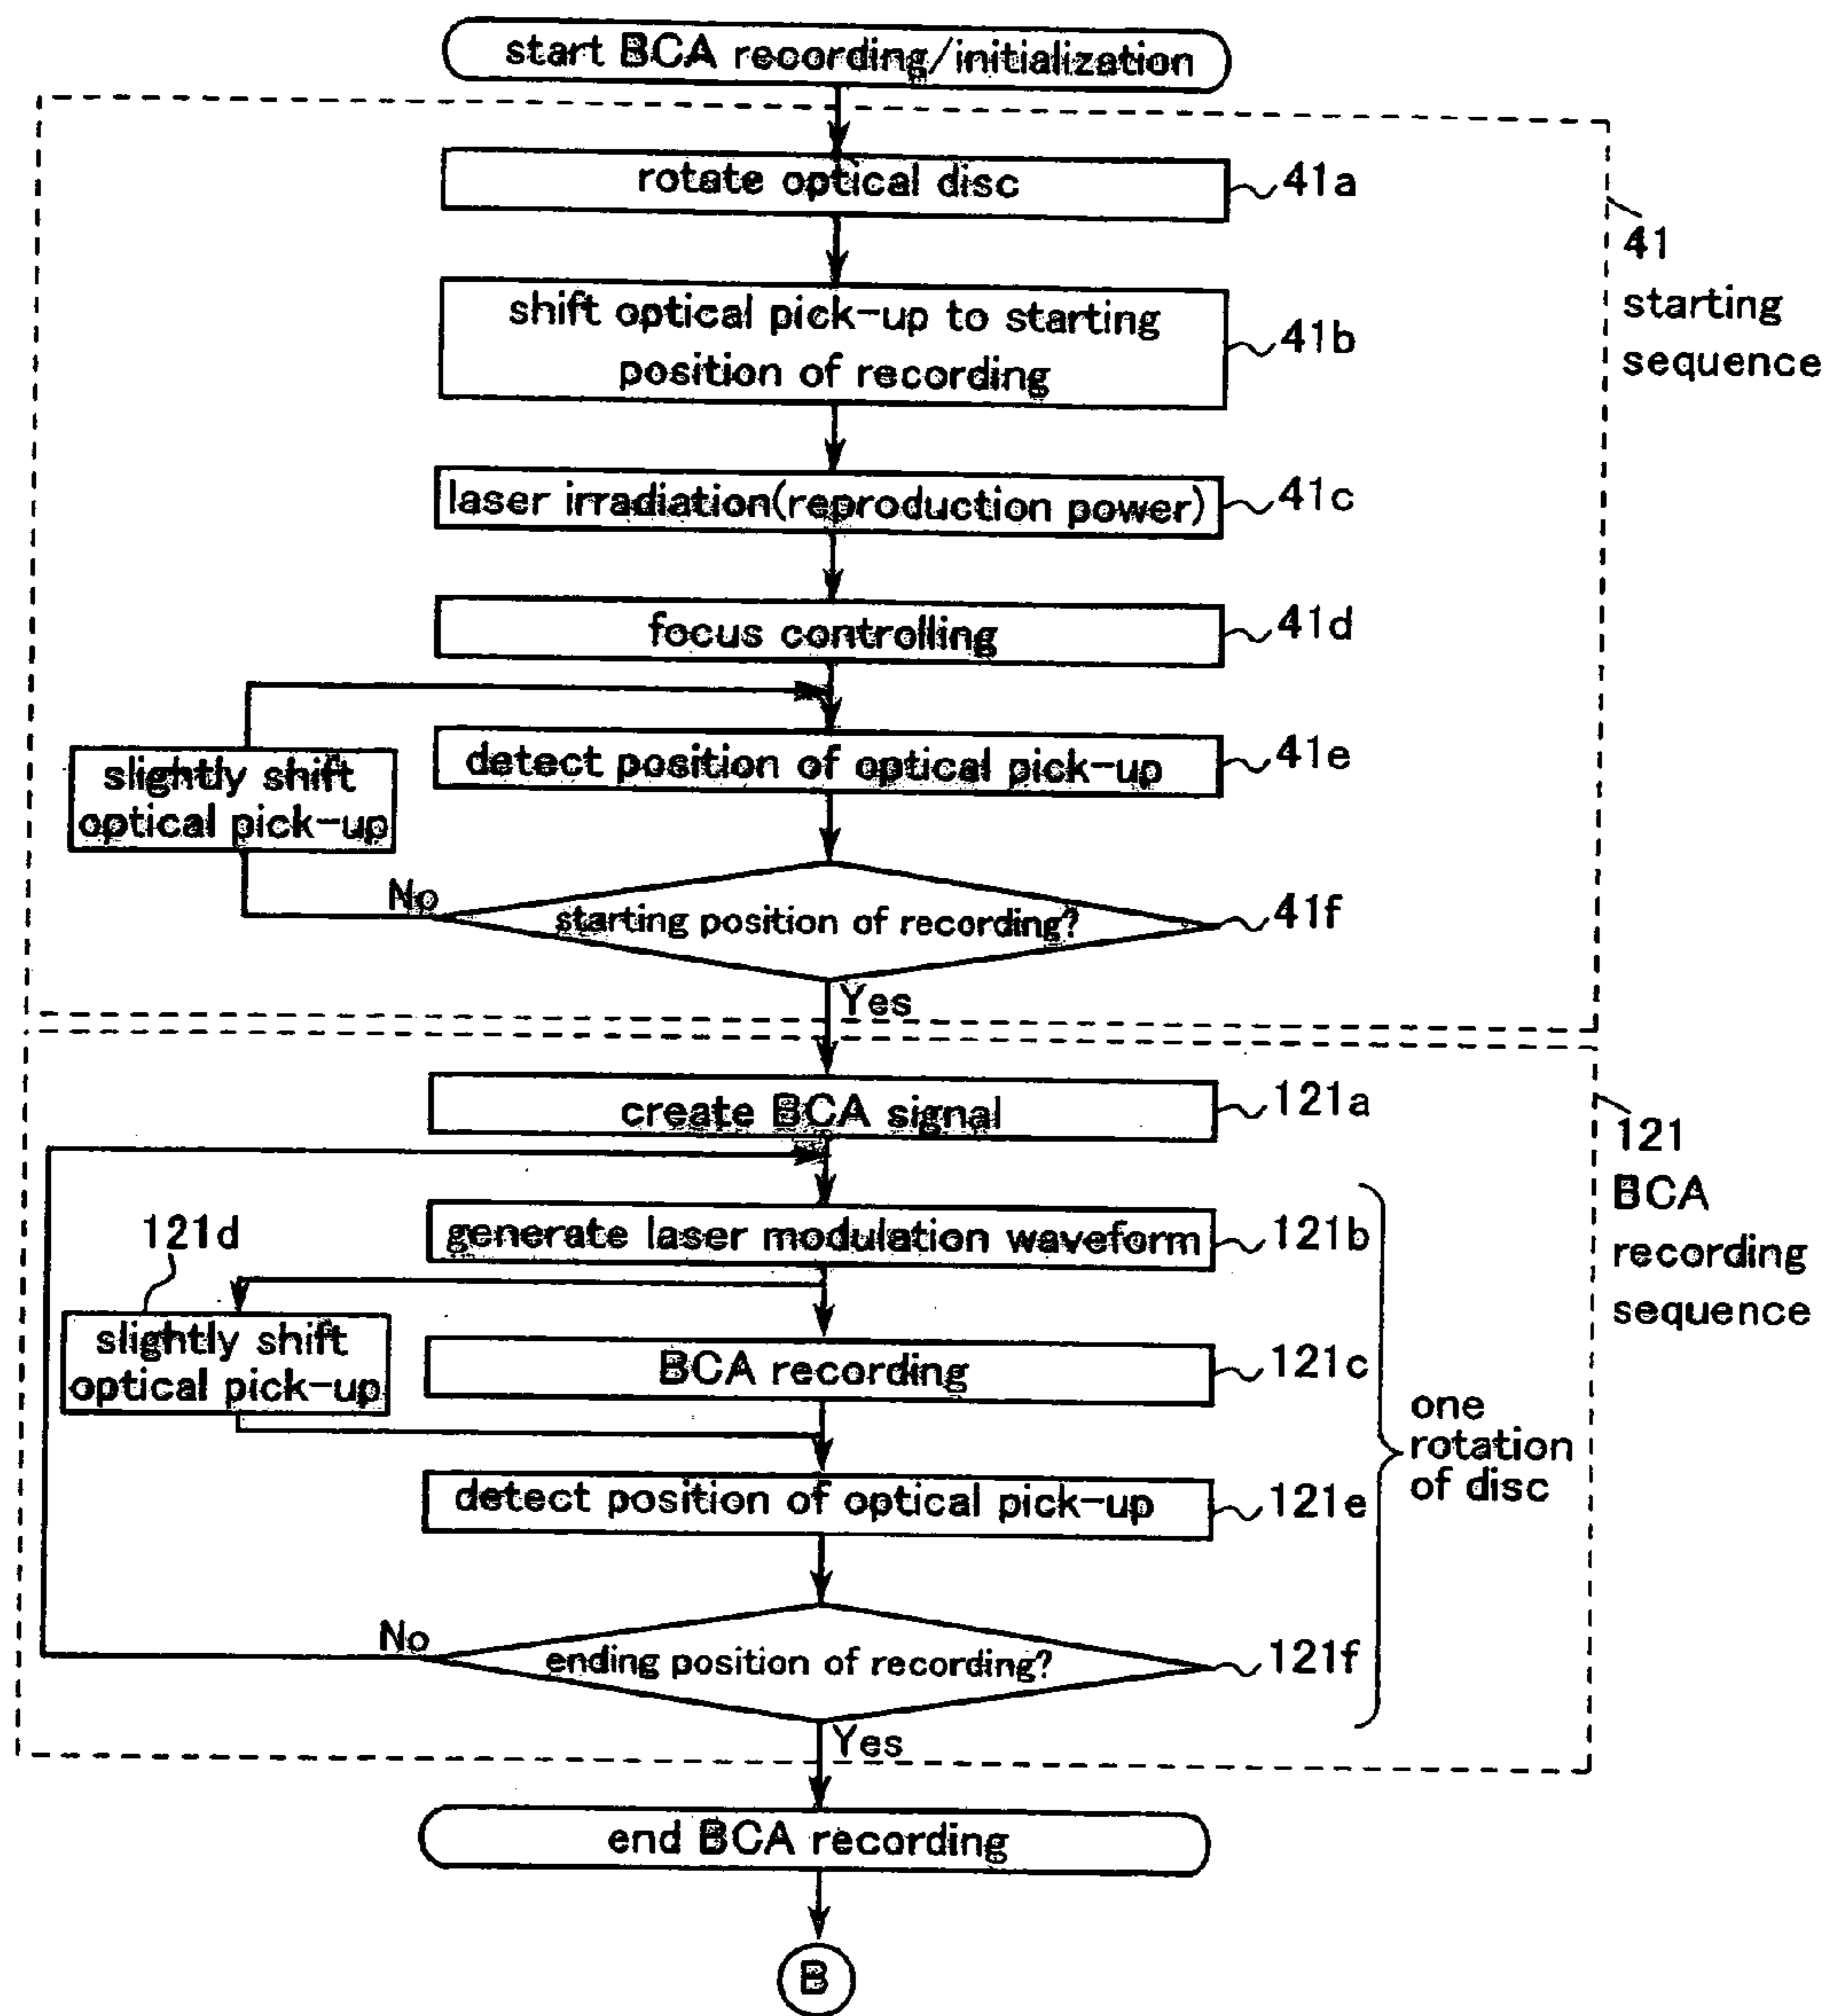 start BCA recording/initialization
rotate optical disc
41a
41
starting
sequence
shift optical pick-up to starting
position of recording
41b
laser irradiation(reproduction power)
41c
focus controlling
41d
detect position of optical pick-up
41e
slightly shift
optical pick-up
No
starting position of recording?
41f
Yes
create BCA signal
121a
121
BCA
recording
sequence
generate laser modulation waveform
121b
121d
slightly shift
optical pick-up
BCA recording
121c
one
rotation
of disc
detect position of optical pick-up
121e
No
ending position of recording?
121f
Yes
end BCA recording
B